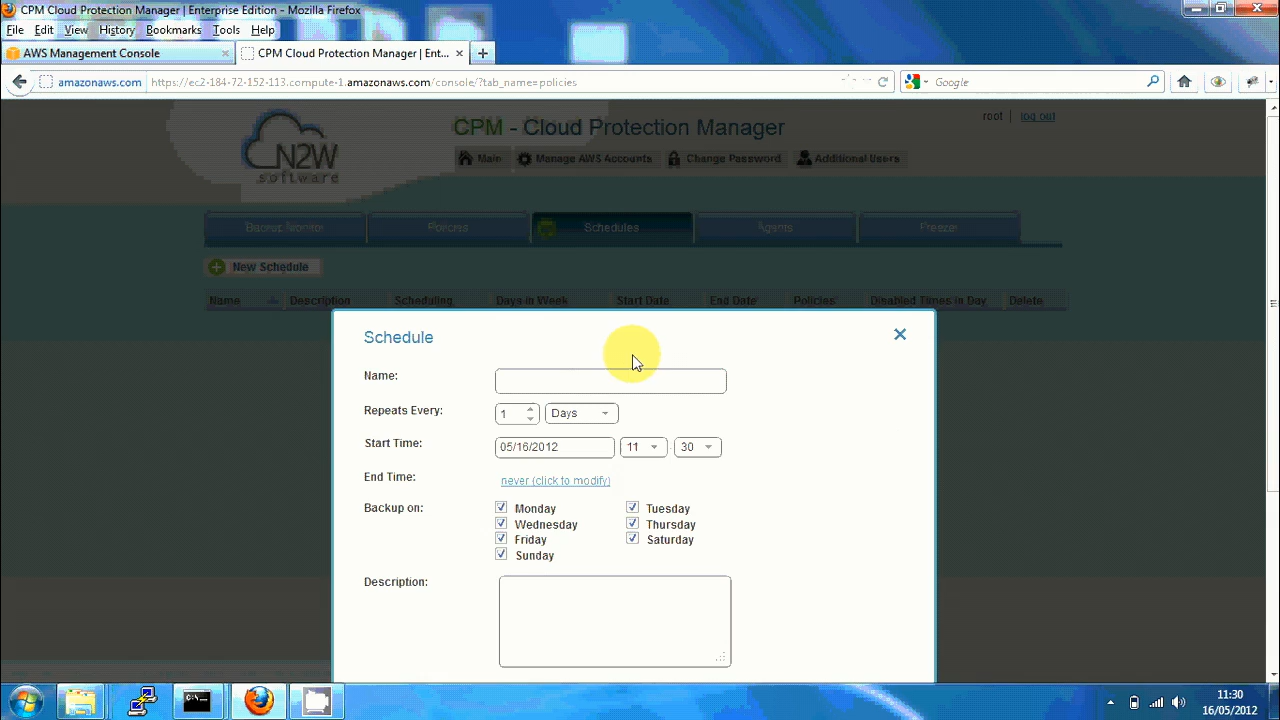 CPM Cloud Protection Manager | Enterprise Edition - Mozilla Firefox
File Edit View History Bookmarks Tools Help
AWS Management Console
CPM Cloud Protection Manager | Ent...
amazonaws.com
https://ec2-184-72-152-113.compute-1.amazonaws.com/console/?tab_name=policies
Google
N2W
software
CPM - Cloud Protection Manager
root log out
Main Manage AWS Accounts Change Password Additional Users
Backup Monitor Policies Schedules Agents Freezer
New Schedule
Name Description Scheduling Days in Week Start Date End Date Policies Disabled Times in Day Delete
Schedule
Name:
Repeats Every: 1 Days
Start Time: 05/16/2012 11 : 30
End Time: never (click to modify)
Backup on: Monday Tuesday
Wednesday Thursday
Friday Saturday
Sunday
Description:
C:\
11:30
16/05/2012